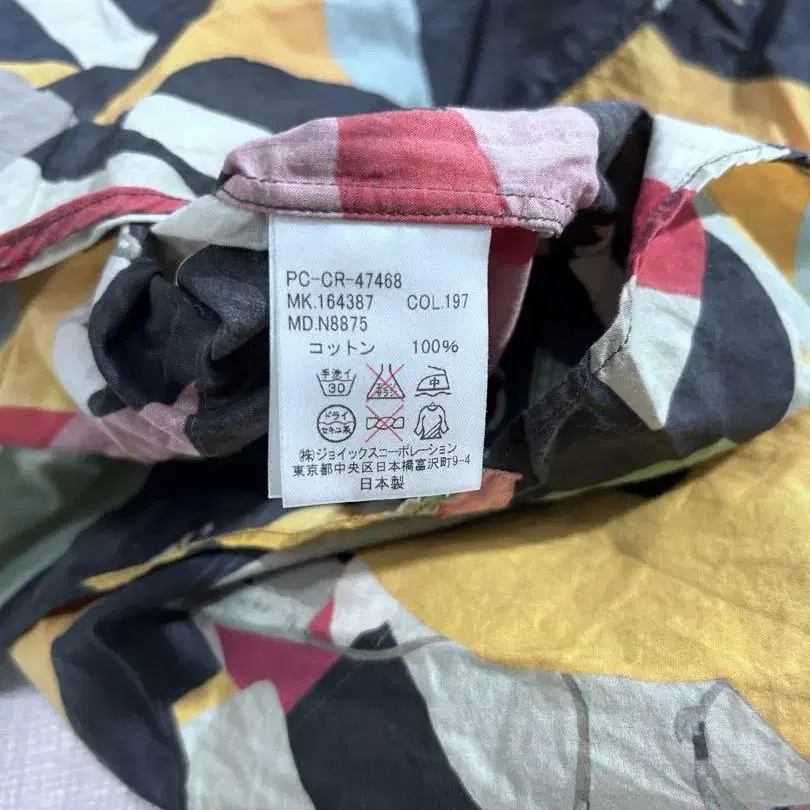 PC-CR-47468
MK.164387 COL.197
MD.N8875
コットン 100%
手洗イ 30 中
ドライ セキユ系
㈱ジョイックスコーポレーション
東京都中央区日本橋富沢町9-4
日本製